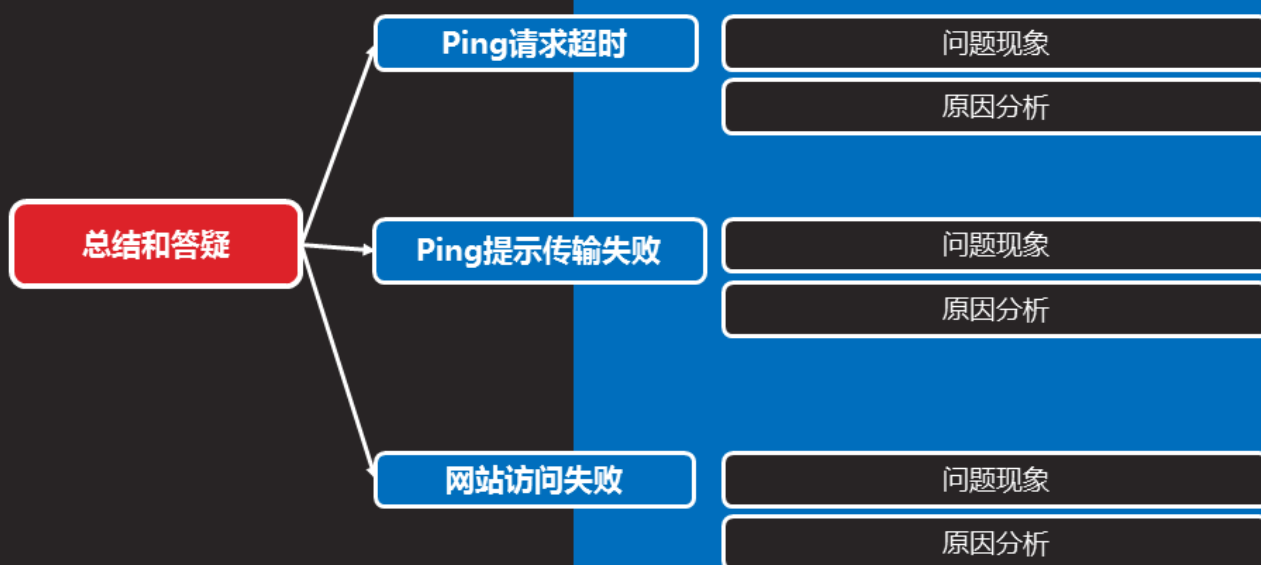 Ping请求超时
问题现象
原因分析
总结和答疑
Ping提示传输失败
问题现象
原因分析
网站访问失败
问题现象
原因分析